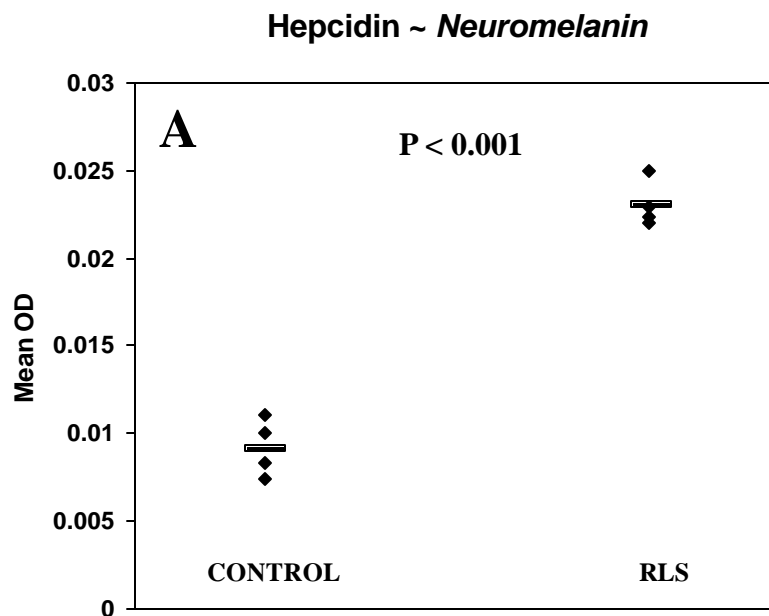 Hepcidin ~ Neuromelanin
0.03
A
P < 0.001
0.025
0.02
Mean OD
0.015
0.01
0.005
CONTROL RLS
0